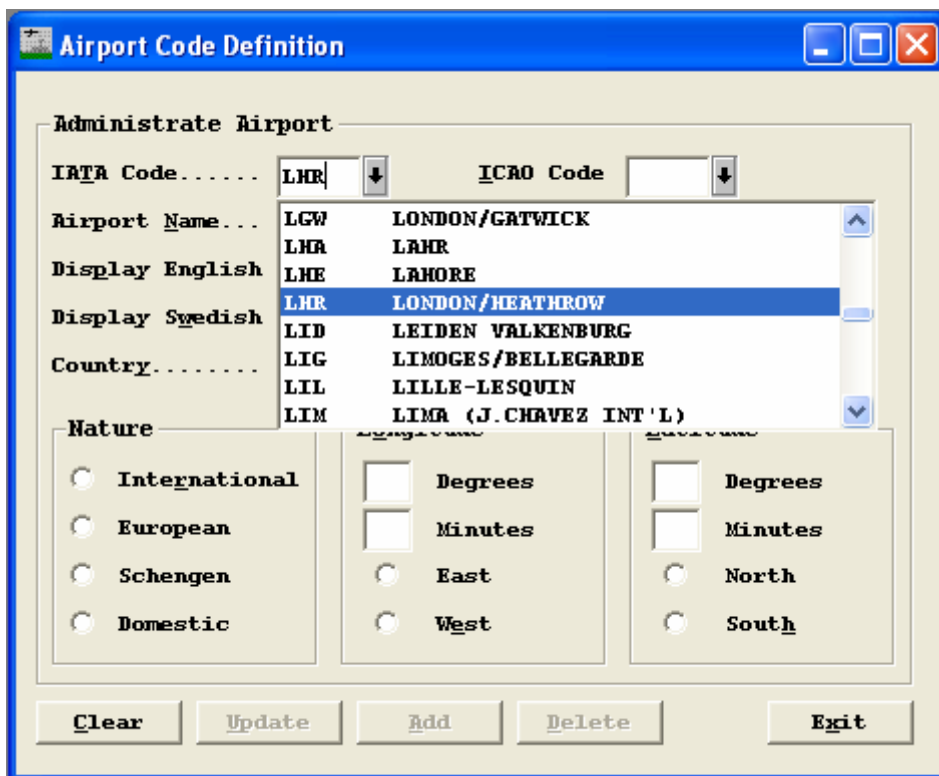 Airport Code Definition
Administrate Airport
IATA Code...... LHR ICAO Code
Airport Name...
Display English
Display Swedish
Country........
LGW LONDON/GATWICK
LHA LAHR
LHE LAHORE
LHR LONDON/HEATHROW
LID LEIDEN VALKENBURG
LIG LIMOGES/BELLEGARDE
LIL LILLE-LESQUIN
LIM LIMA (J.CHAVEZ INT'L)
Nature
International
European
Schengen
Domestic
Degrees
Minutes
East
West
Degrees
Minutes
North
South
Clear Update Add Delete Exit